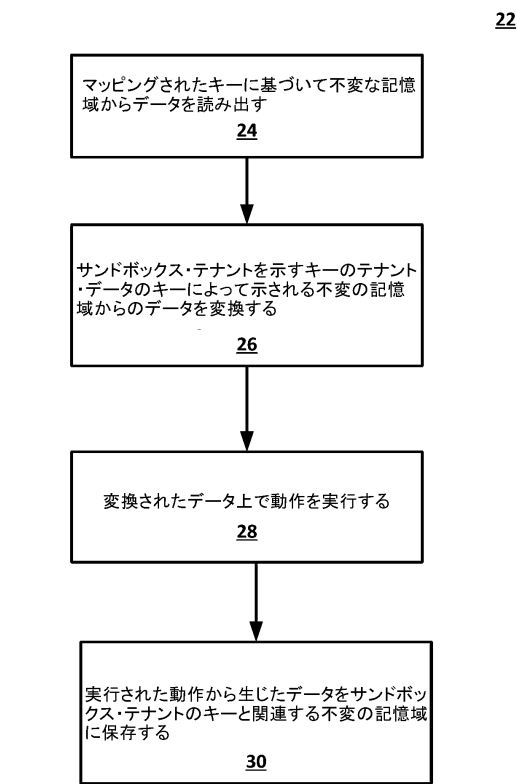 22
マッピングされたキーに基づいて不変な記憶
域からデータを読み出す
24
サンドボックス・テナントを示すキーのテナント
・データのキーによって示される不変の記憶
域からのデータを変換する
26
変換されたデータ上で動作を実行する
28
実行された動作から生じたデータをサンドボッ
クス・テナントのキーと関連する不変の記憶域
に保存する
30